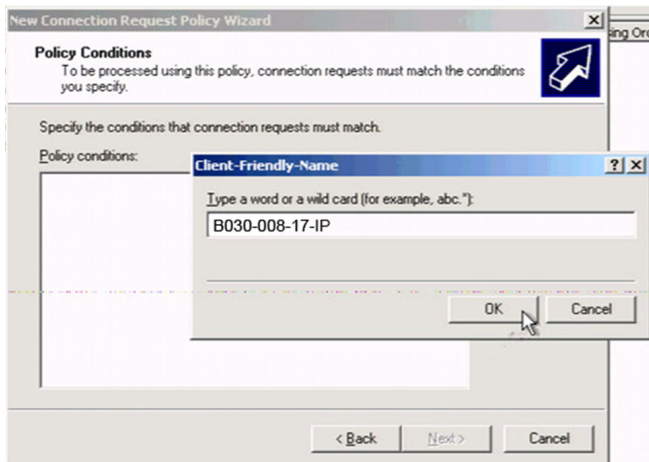 New Connection Request Policy Wizard
Policy Conditions
To be processed using this policy, connection requests must match the conditions
you specify.
Specify the conditions that connection requests must match.
Policy conditions:
Client-Friendly-Name
Type a word or a wild card (for example, abc.*):
B030-008-17-IP
OK Cancel
< Back Next > Cancel